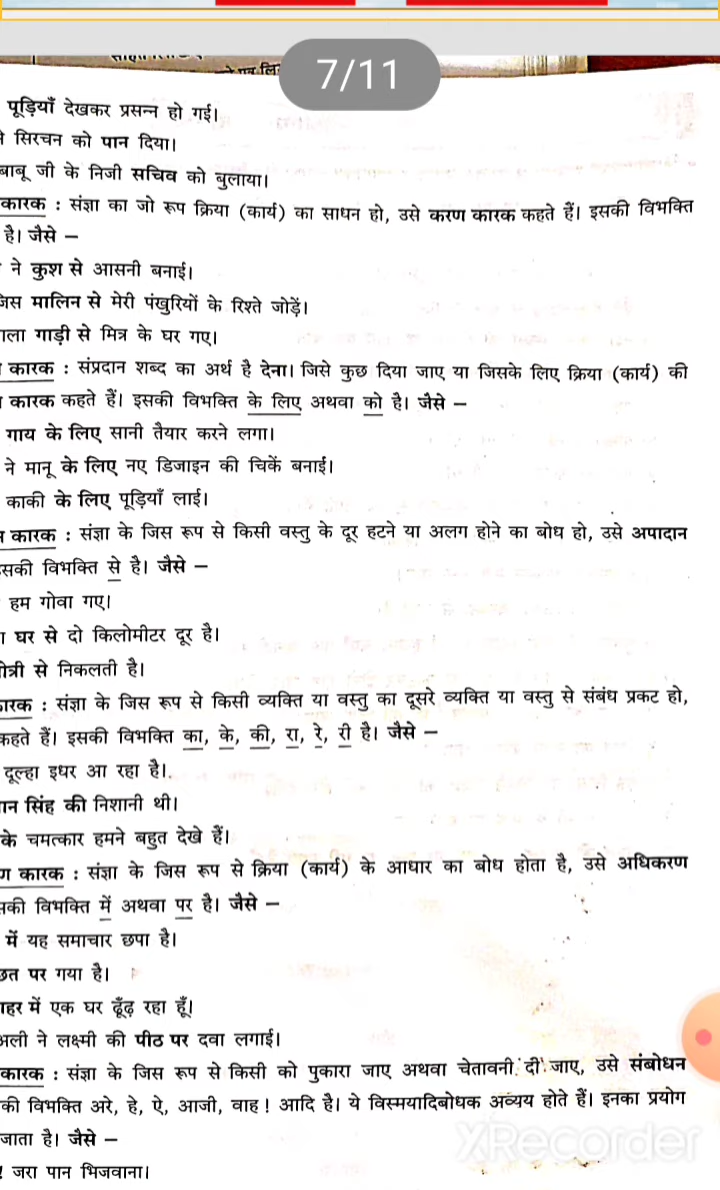 7/11
पूड़ियाँ देखकर प्रसन्न हो गई।
सिरचन को पान दिया।
बाबू जी के निजी सचिव को बुलाया।
कारक : संज्ञा का जो रूप क्रिया (कार्य) का साधन हो, उसे करण कारक कहते हैं। इसकी विभक्ति
है। जैसे –
ने कुश से आसनी बनाई।
मालिन से मेरी पंखुरियों के रिश्ते जोड़ें।
गाड़ी से मित्र के घर गए।
कारक : संप्रदान शब्द का अर्थ है देना। जिसे कुछ दिया जाए या जिसके लिए क्रिया (कार्य) की
कारक कहते हैं। इसकी विभक्ति के लिए अथवा को है। जैसे –
गाय के लिए सानी तैयार करने लगा।
ने मानू के लिए नए डिजाइन की चिकें बनाईं।
काकी के लिए पूड़ियाँ लाई।
कारक : संज्ञा के जिस रूप से किसी वस्तु के दूर हटने या अलग होने का बोध हो, उसे अपादान
की विभक्ति से है। जैसे –
हम गोवा गए।
घर से दो किलोमीटर दूर है।
से निकलती है।
कारक : संज्ञा के जिस रूप से किसी व्यक्ति या वस्तु का दूसरे व्यक्ति या वस्तु से संबंध प्रकट हो,
कहते हैं। इसकी विभक्ति का, के, की, रा, रे, री है। जैसे –
दूल्हा इधर आ रहा है।
सिंह की निशानी थी।
के चमत्कार हमने बहुत देखे हैं।
कारक : संज्ञा के जिस रूप से क्रिया (कार्य) के आधार का बोध होता है, उसे अधिकरण
की विभक्ति में अथवा पर है। जैसे –
में यह समाचार छपा है।
छत पर गया है।
में एक घर ढूँढ़ रहा हूँ।
अली ने लक्ष्मी की पीठ पर दवा लगाई।
कारक : संज्ञा के जिस रूप से किसी को पुकारा जाए अथवा चेतावनी दी जाए, उसे संबोधन
की विभक्ति अरे, हे, ऐ, आजी, वाह ! आदि है। ये विस्मयादिबोधक अव्यय होते हैं। इनका प्रयोग
जाता है। जैसे –
जरा पान भिजवाना।
XRecorder